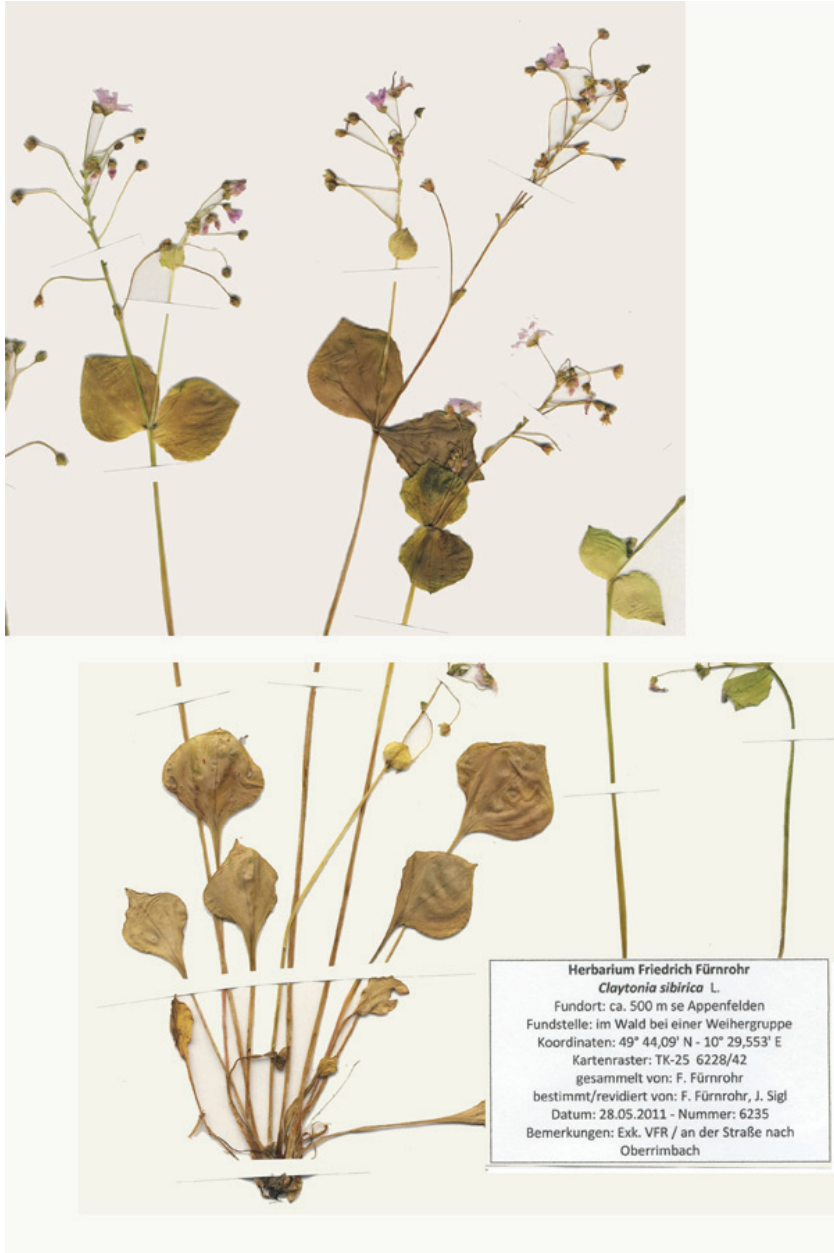 Herbarium Friedrich Fürnrohr
Claytonia sibirica L.
Fundort: ca. 500 m se Appenfelden
Fundstelle: im Wald bei einer Weihergruppe
Koordinaten: 49° 44,09' N - 10° 29,553' E
Kartenraster: TK-25 6228/42
gesammelt von: F. Fürnrohr
bestimmt/revidiert von: F. Fürnrohr, J. Sigl
Datum: 28.05.2011 - Nummer: 6235
Bemerkungen: Exk. VFR / an der Straße nach
Oberrimbach